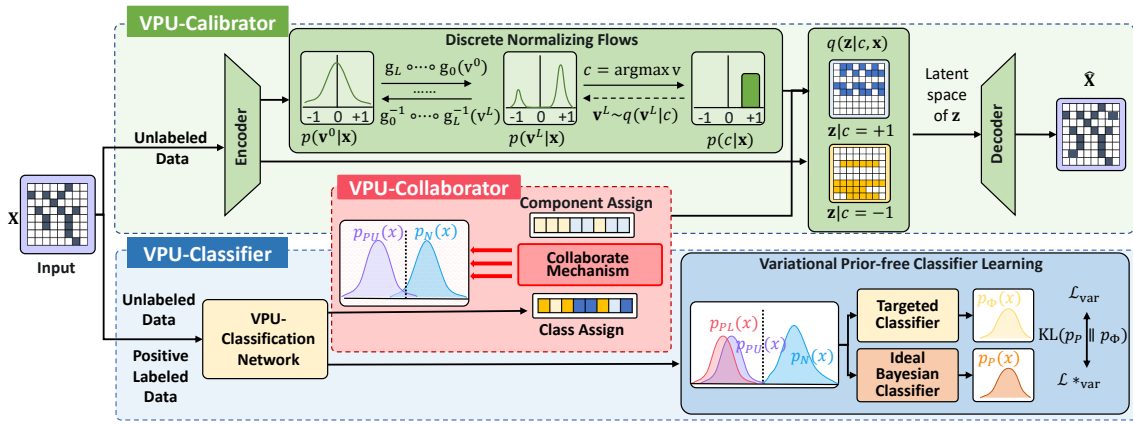 VPU-Calibrator
Discrete Normalizing Flows
-1 0 +1
p(v⁰|x)
g_L ∘⋯∘ g_0(v⁰)
......
g_0⁻¹ ∘⋯∘ g_L⁻¹(v^L)
-1 0 +1
p(v^L|x)
c = argmax v
v^L~q(v^L|c)
-1 0 +1
p(c|x)
q(z|c, x)
z|c = +1
z|c = −1
Latent
space
of z
Encoder
Decoder
X̂
Unlabeled
Data
X
Input
VPU-Collaborator
Component Assign
p_PU(x)
p_N(x)
Collaborate
Mechanism
Class Assign
VPU-Classifier
Unlabeled
Data
Positive
Labeled
Data
VPU-
Classification
Network
Variational Prior-free Classifier Learning
p_PL(x)
p_PU(x)
p_N(x)
Targeted
Classifier
p_Φ(x)
Ideal
Bayesian
Classifier
p_P(x)
ℒ_var
KL(p_P ∥ p_Φ)
ℒ *_var